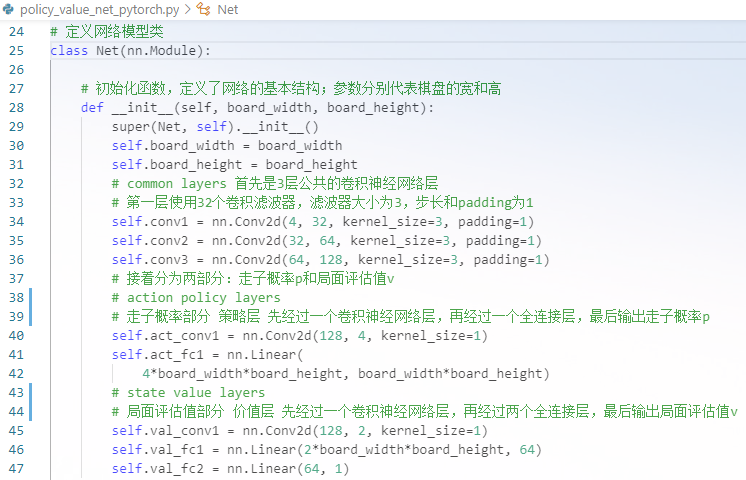 policy_value_net_pytorch.py > Net
24 # 定义网络模型类
25 class Net(nn.Module):
26
27 # 初始化函数，定义了网络的基本结构；参数分别代表棋盘的宽和高
28 def __init__(self, board_width, board_height):
29 super(Net, self).__init__()
30 self.board_width = board_width
31 self.board_height = board_height
32 # common layers 首先是3层公共的卷积神经网络层
33 # 第一层使用32个卷积滤波器，滤波器大小为3，步长和padding为1
34 self.conv1 = nn.Conv2d(4, 32, kernel_size=3, padding=1)
35 self.conv2 = nn.Conv2d(32, 64, kernel_size=3, padding=1)
36 self.conv3 = nn.Conv2d(64, 128, kernel_size=3, padding=1)
37 # 接着分为两部分：走子概率p和局面评估值v
38 # action policy layers
39 # 走子概率部分 策略层 先经过一个卷积神经网络层，再经过一个全连接层，最后输出走子概率p
40 self.act_conv1 = nn.Conv2d(128, 4, kernel_size=1)
41 self.act_fc1 = nn.Linear(
42 4*board_width*board_height, board_width*board_height)
43 # state value layers
44 # 局面评估值部分 价值层 先经过一个卷积神经网络层，再经过两个全连接层，最后输出局面评估值v
45 self.val_conv1 = nn.Conv2d(128, 2, kernel_size=1)
46 self.val_fc1 = nn.Linear(2*board_width*board_height, 64)
47 self.val_fc2 = nn.Linear(64, 1)